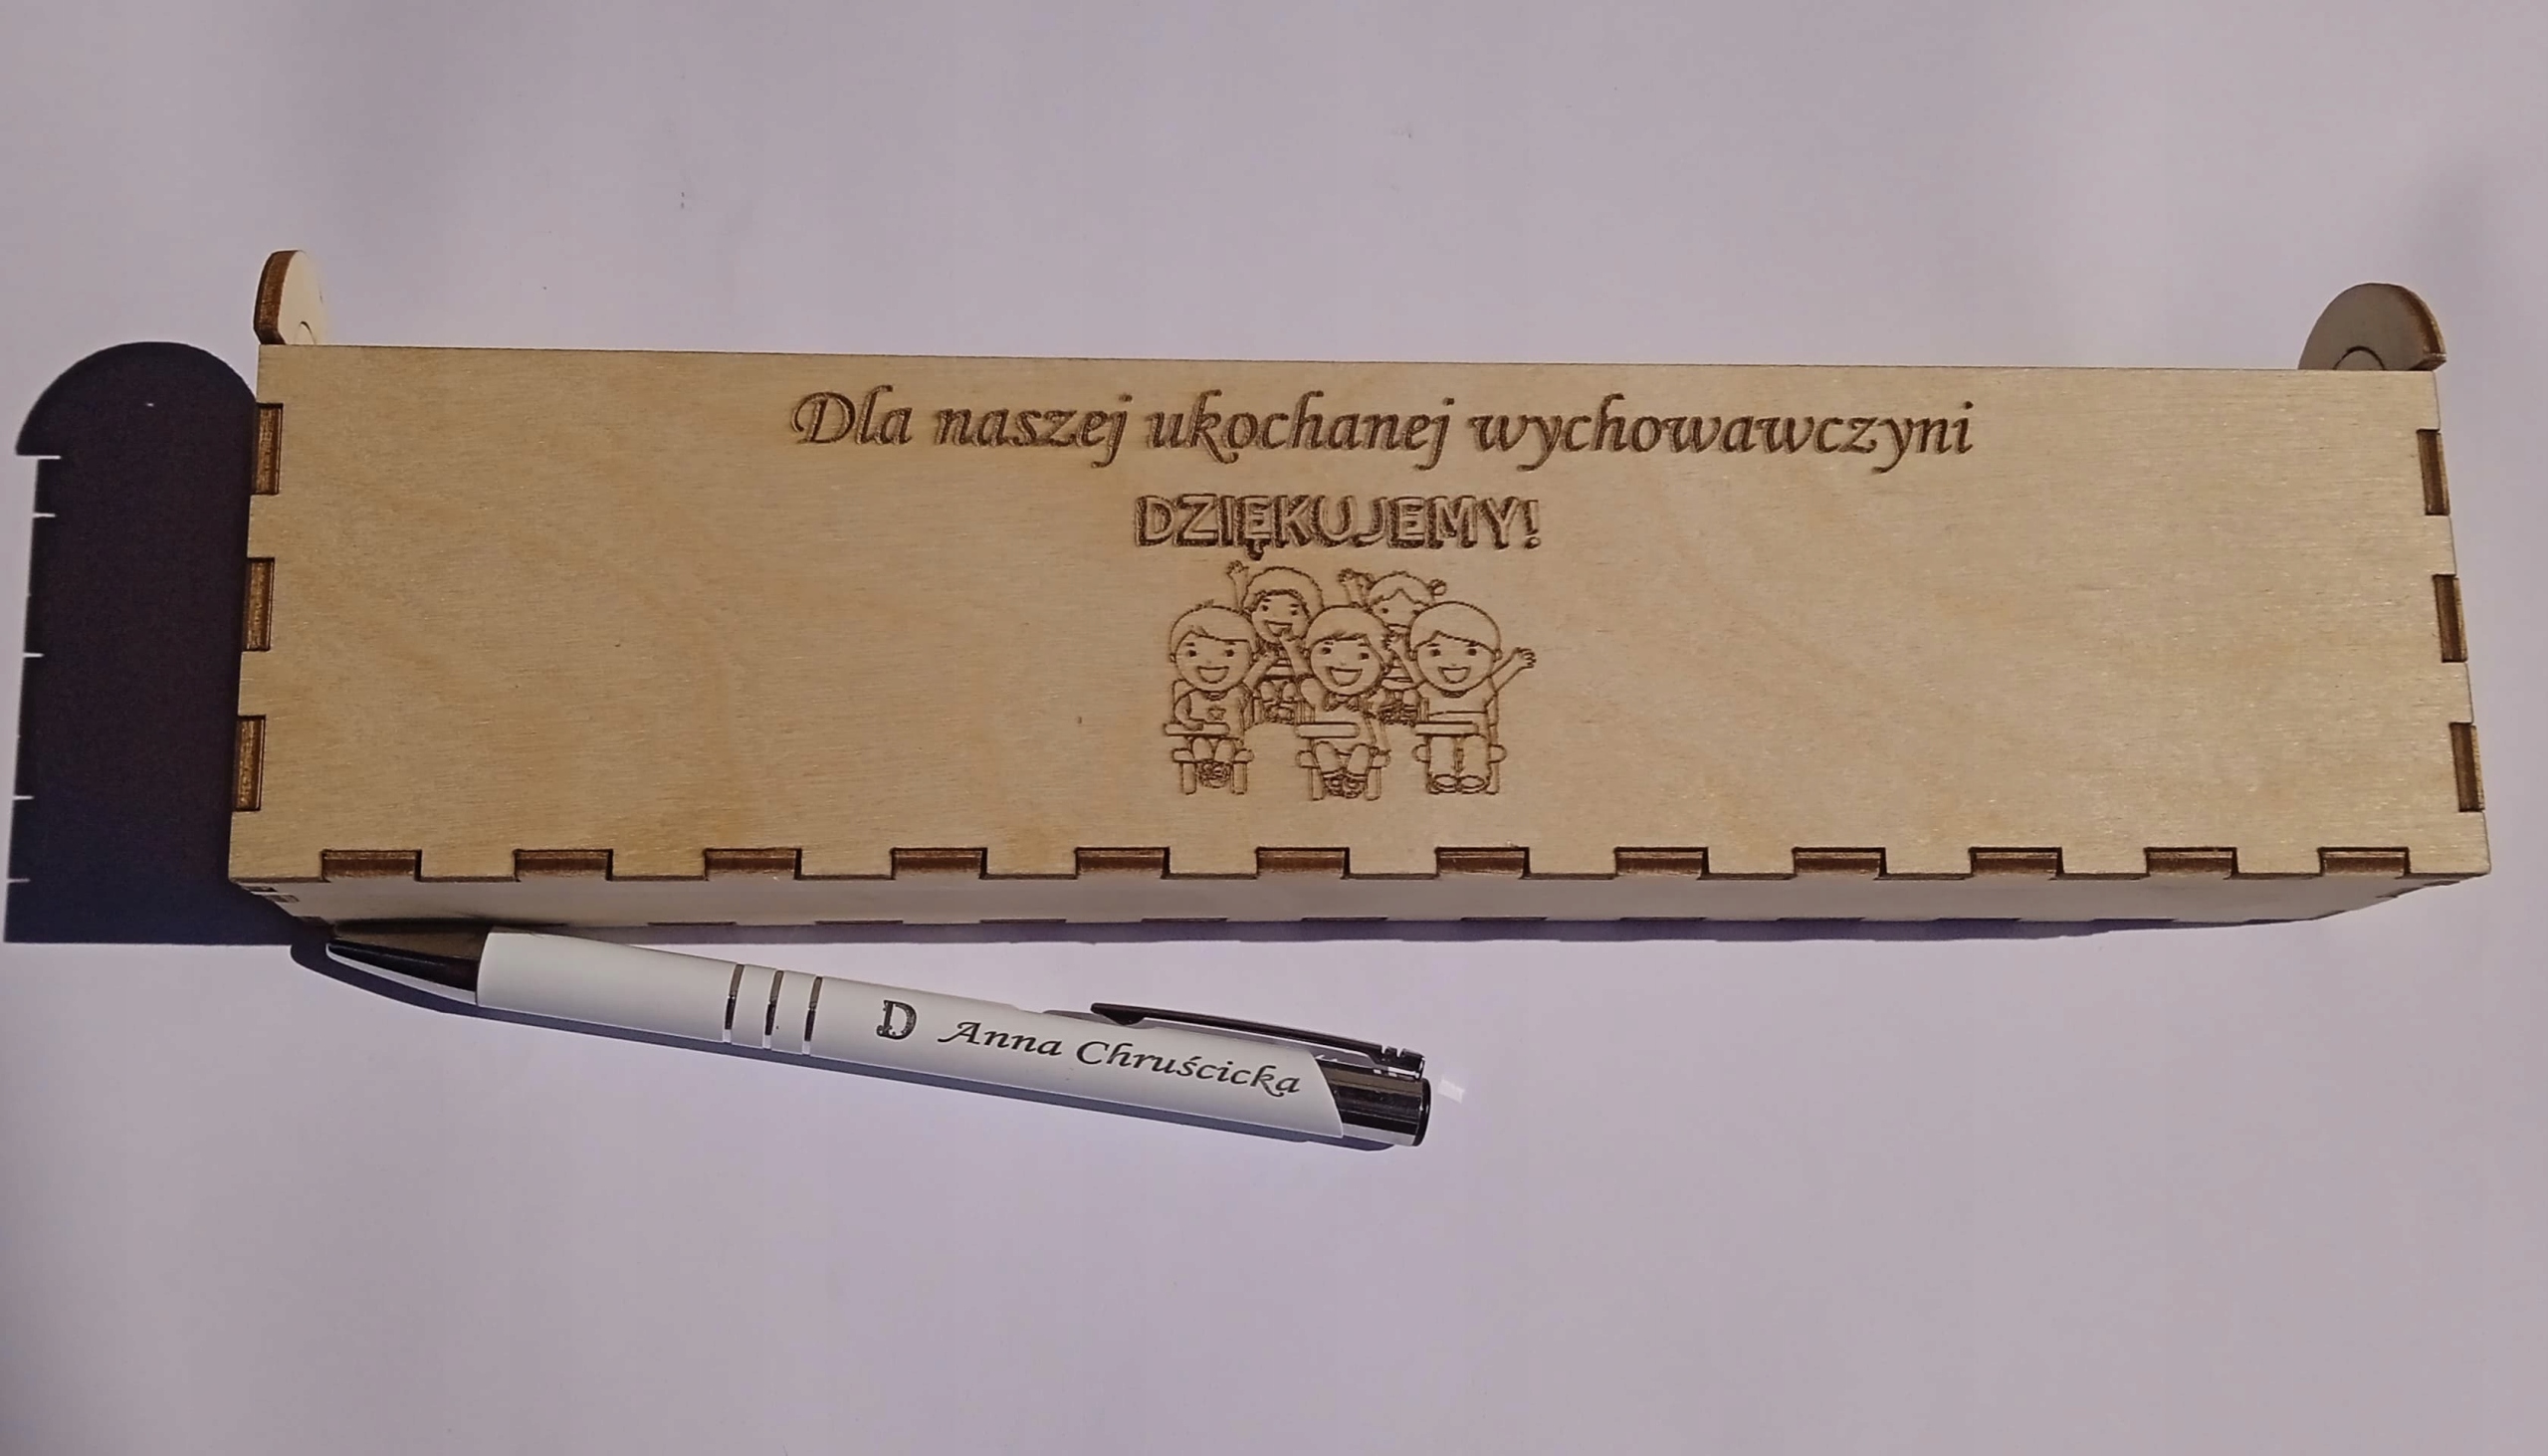 Dla naszej ukochanej wychowawczyni
DZIĘKUJEMY!
D Anna Chruścicka